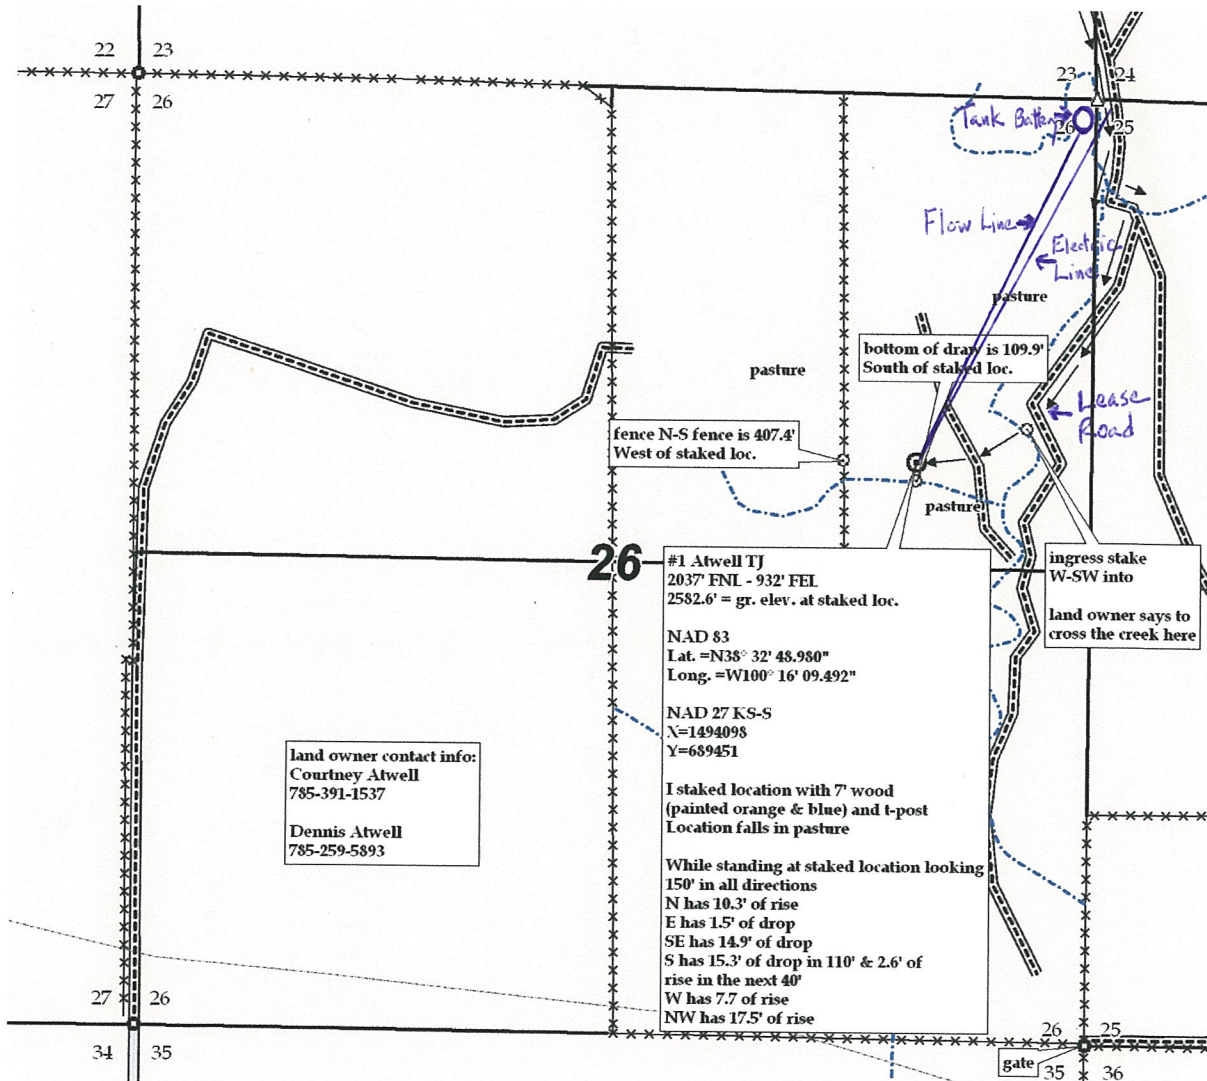 22 23
27 26
23 24
26 25
Tank Battery
Flow Line
Electric
Line
pasture
bottom of draw is 109.9'
South of staked loc.
pasture
Lease
Road
fence N-S fence is 407.4'
West of staked loc.
pasture
26
#1 Atwell TJ
2037' FNL - 932' FEL
2582.6' = gr. elev. at staked loc.
NAD 83
Lat. =N38° 32' 48.980"
Long. =W100° 16' 09.492"
NAD 27 KS-S
X=1494098
Y=689451
I staked location with 7' wood
(painted orange & blue) and t-post
Location falls in pasture
While standing at staked location looking
150' in all directions
N has 10.3' of rise
E has 1.5' of drop
SE has 14.9' of drop
S has 15.3' of drop in 110' & 2.6' of
rise in the next 40'
W has 7.7 of rise
NW has 17.5' of rise
ingress stake
W-SW into
land owner says to
cross the creek here
land owner contact info:
Courtney Atwell
785-391-1537
Dennis Atwell
785-259-5893
27 26
34 35
26 25
35 36
gate